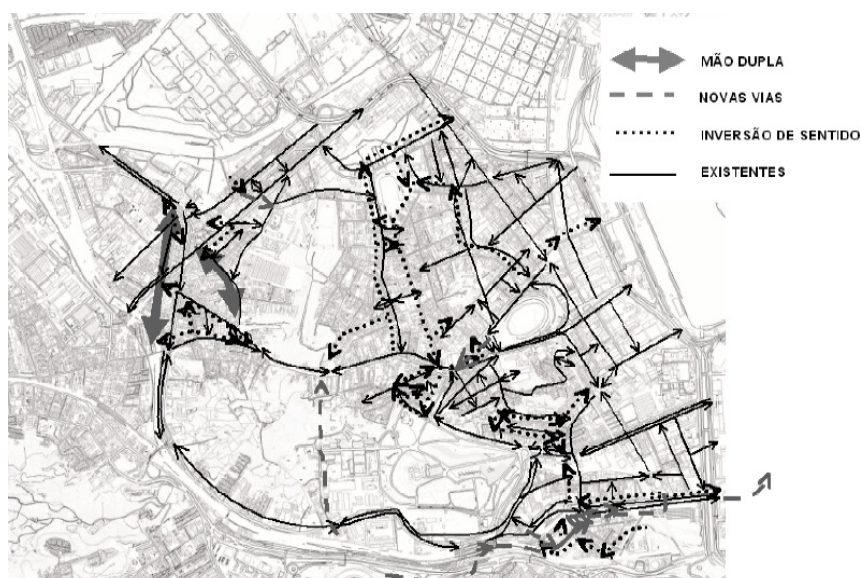 MÃO DUPLA
NOVAS VIAS
INVERSÃO DE SENTIDO
EXISTENTES